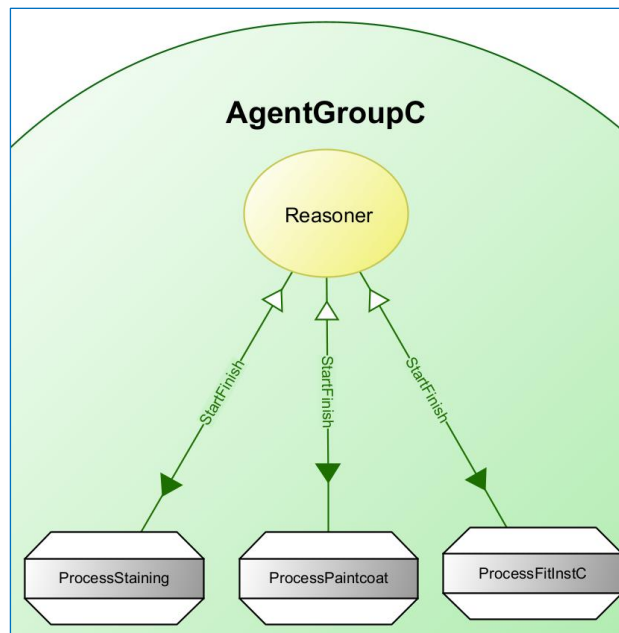 AgentGroupC
Reasoner
StartFinish
StartFinish
StartFinish
ProcessStaining
ProcessPaintcoat
ProcessFitInstC